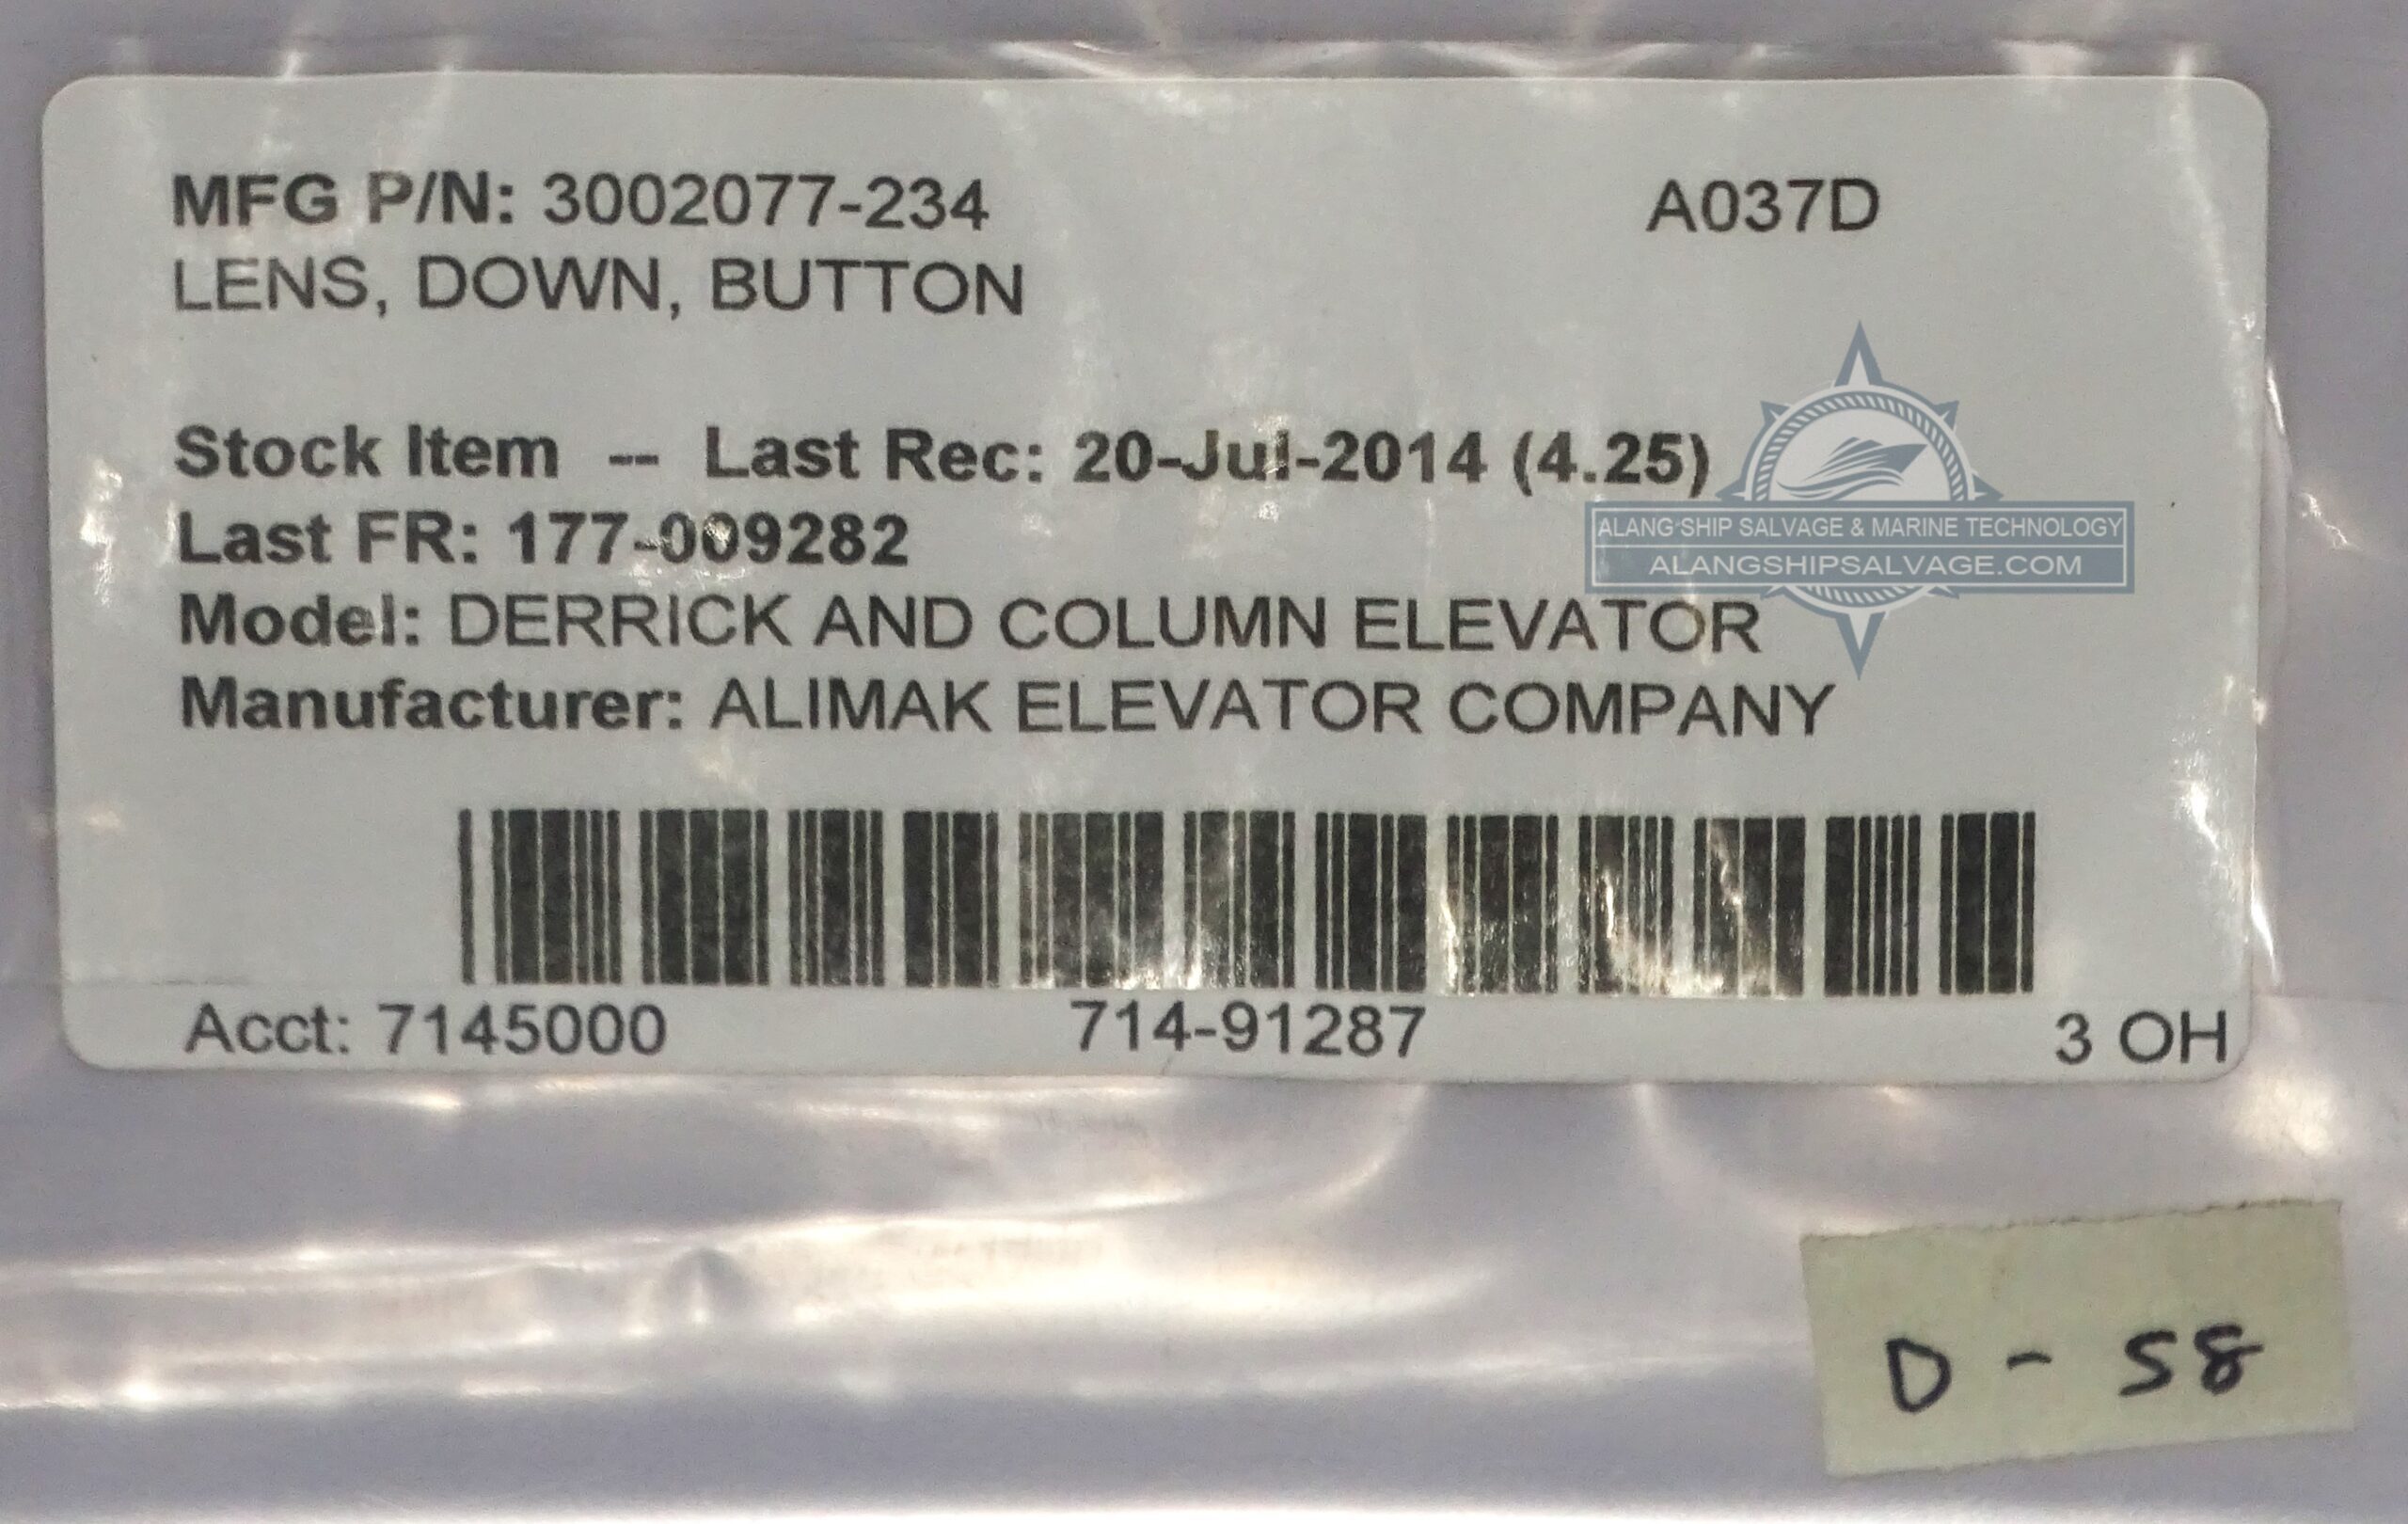 MFG P/N: 3002077-234 A037D
LENS, DOWN, BUTTON
Stock Item -- Last Rec: 20-Jul-2014 (4.25)
Last FR: 177-009282
ALANG SHIP SALVAGE & MARINE TECHNOLOGY
ALANGSHIPSALVAGE.COM
Model: DERRICK AND COLUMN ELEVATOR
Manufacturer: ALIMAK ELEVATOR COMPANY
Acct: 7145000 714-91287 3 OH
D - 58